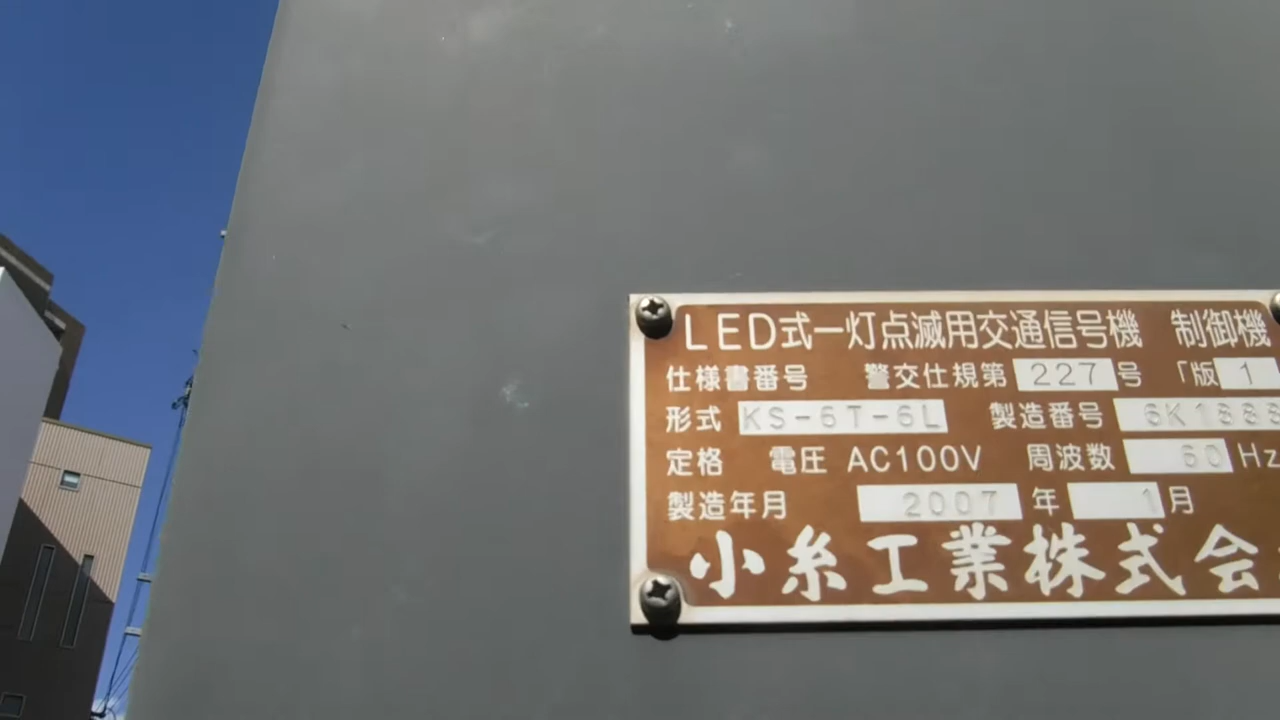 LED式一灯点滅用交通信号機 制御機
仕様書番号 警交仕規第 227 号 「版 1
形式 KS-6T-6L 製造番号 6K1888
定格 電圧 AC100V 周波数 60 Hz
製造年月 2007 年 1 月
小糸工業株式会